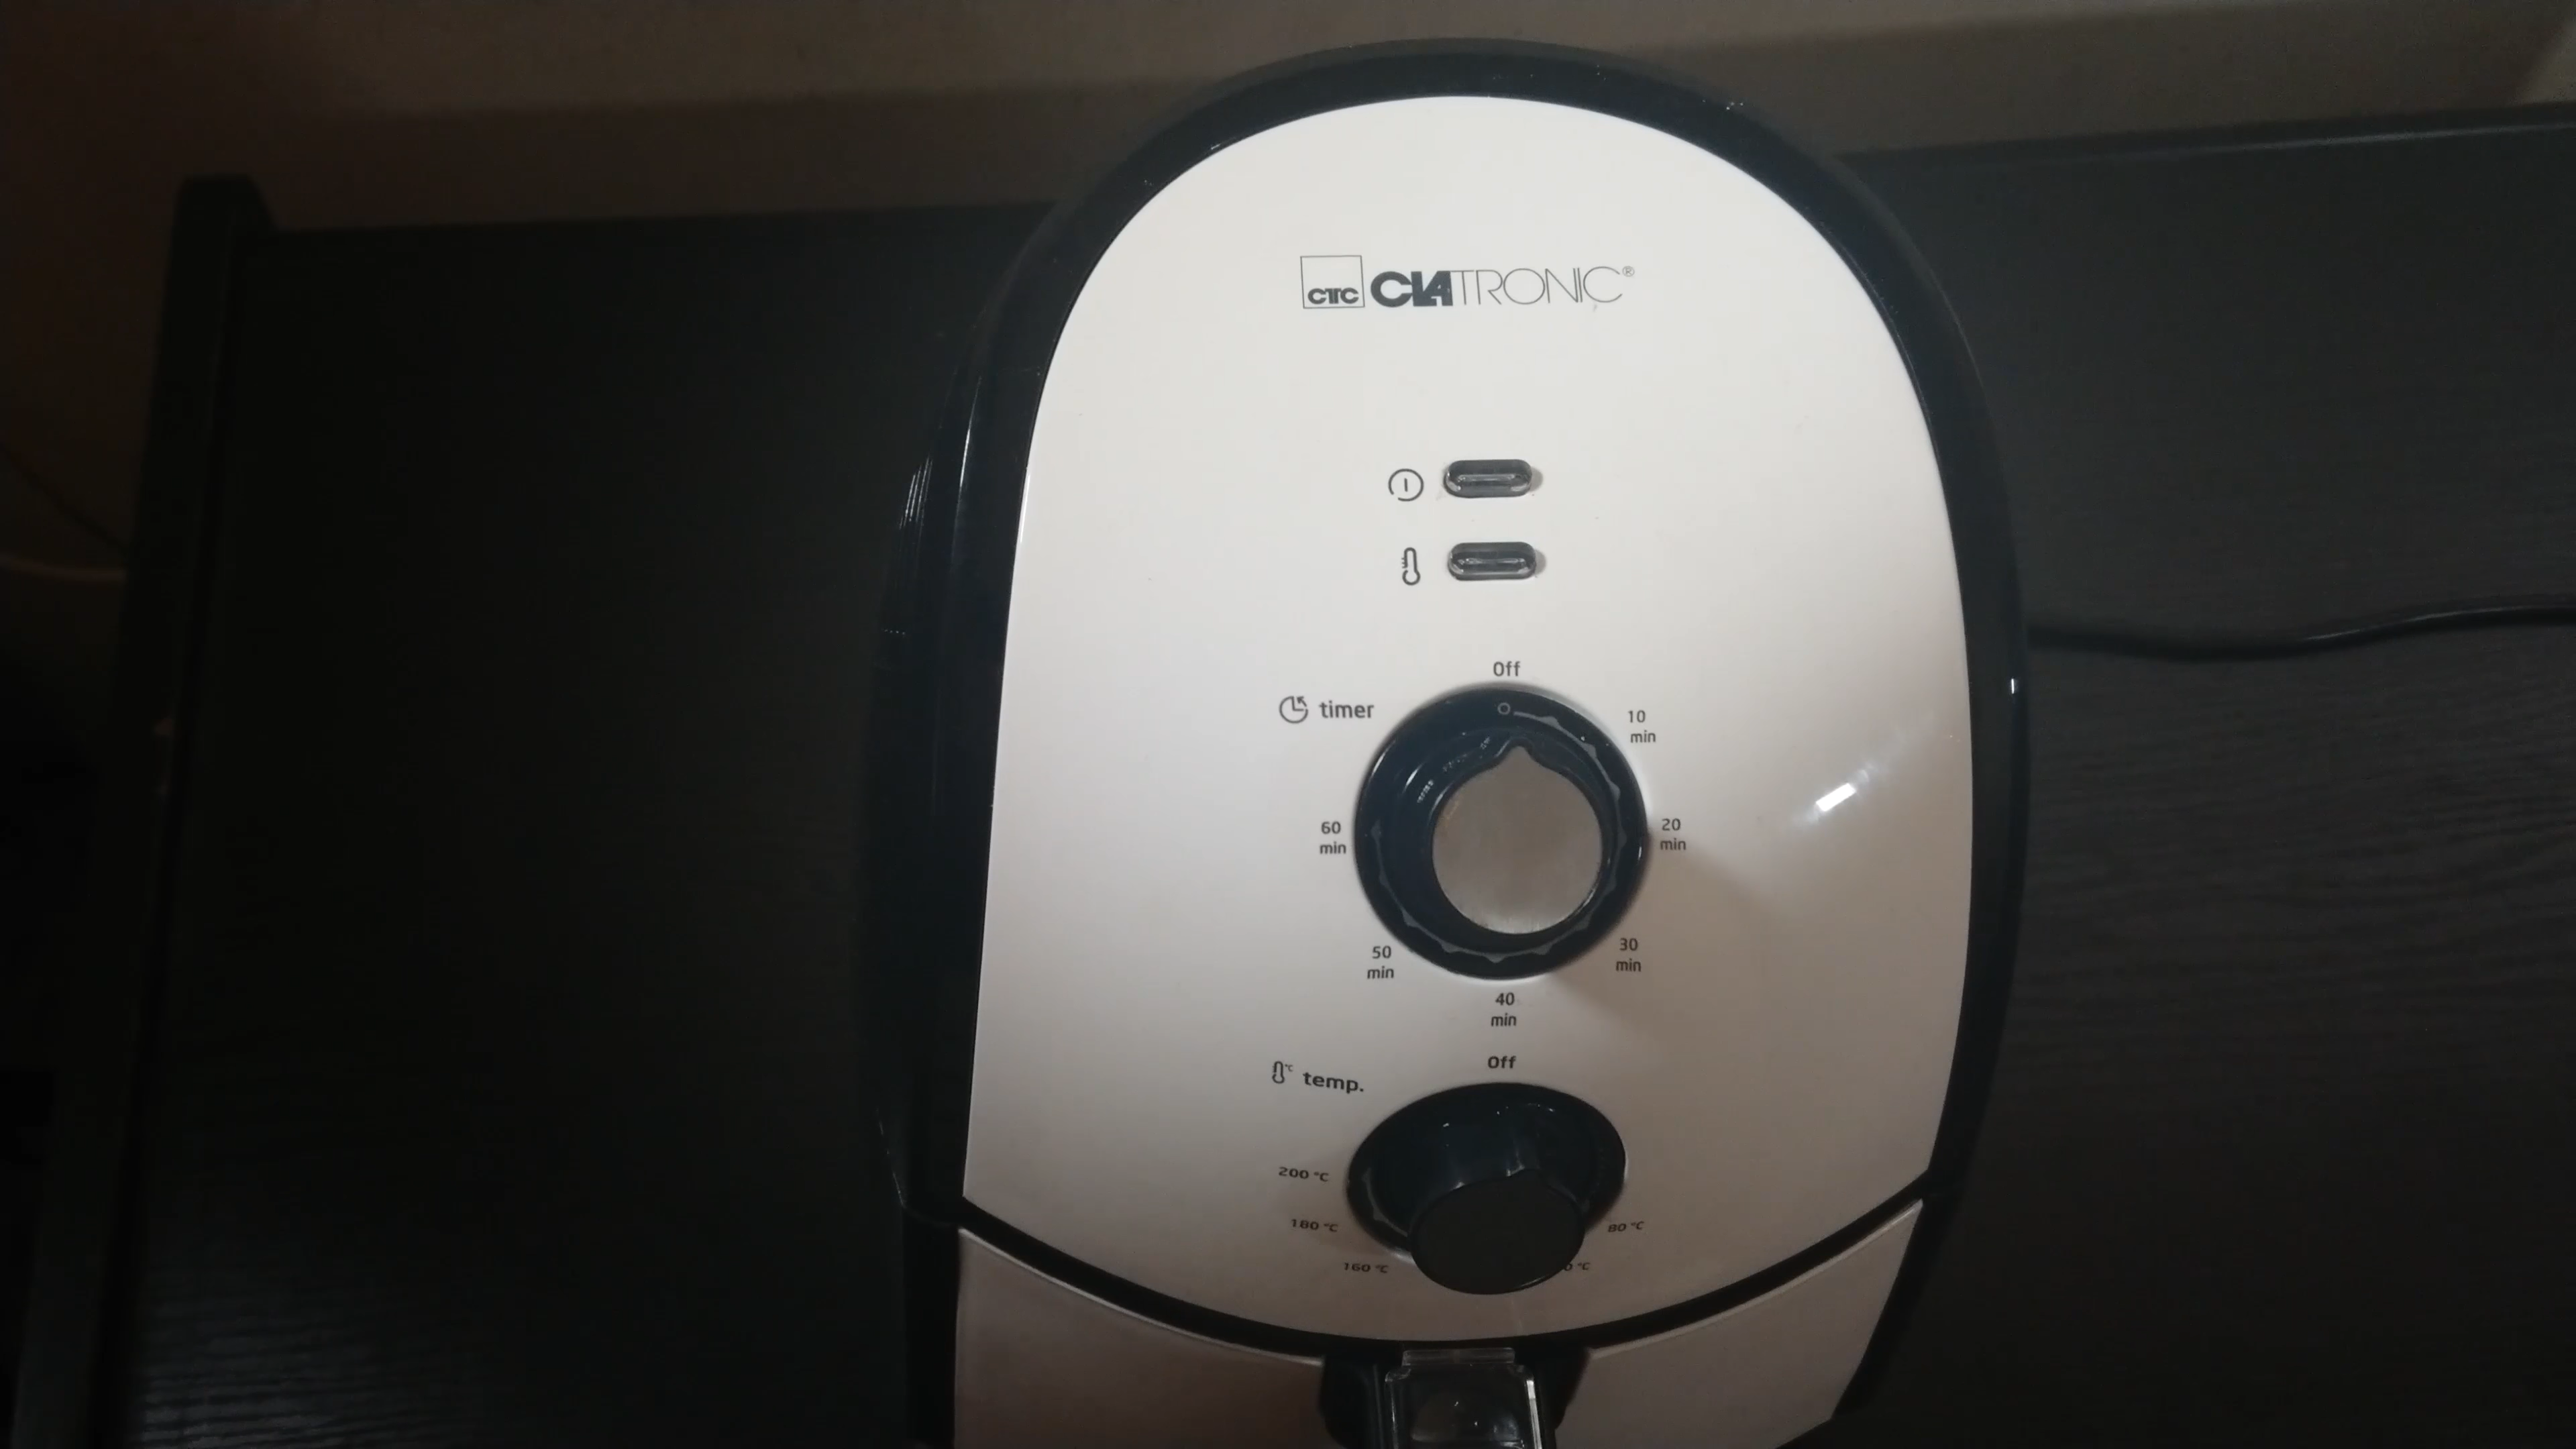 CTC CLATRONIC®
Off
timer
10
min
20
min
30
min
40
min
50
min
60
min
Off
°C temp.
200 °C
180 °C
160 °C
80 °C